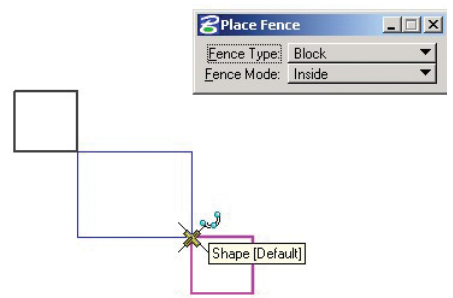 Place Fence
Fence Type: Block
Fence Mode: Inside
Shape [Default]